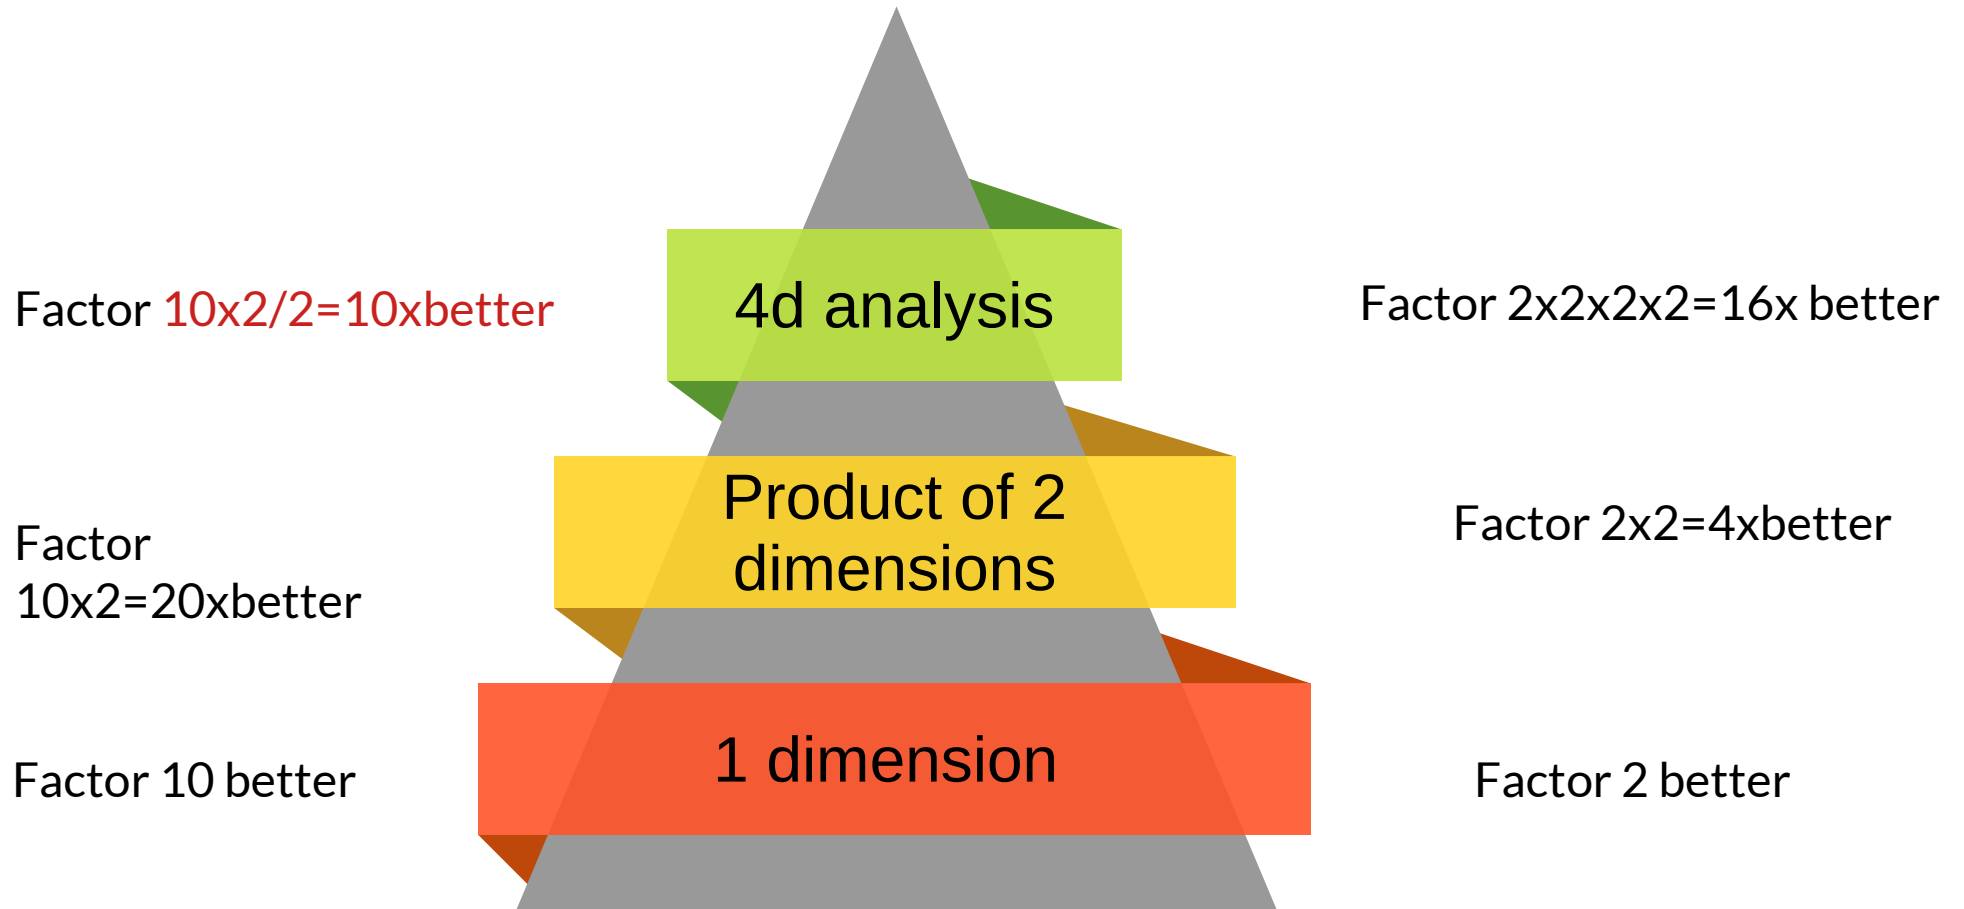 Factor 10x2/2=10xbetter
4d analysis
Factor 2x2x2x2=16x better
Factor
10x2=20xbetter
Product of 2
dimensions
Factor 2x2=4xbetter
Factor 10 better
1 dimension
Factor 2 better